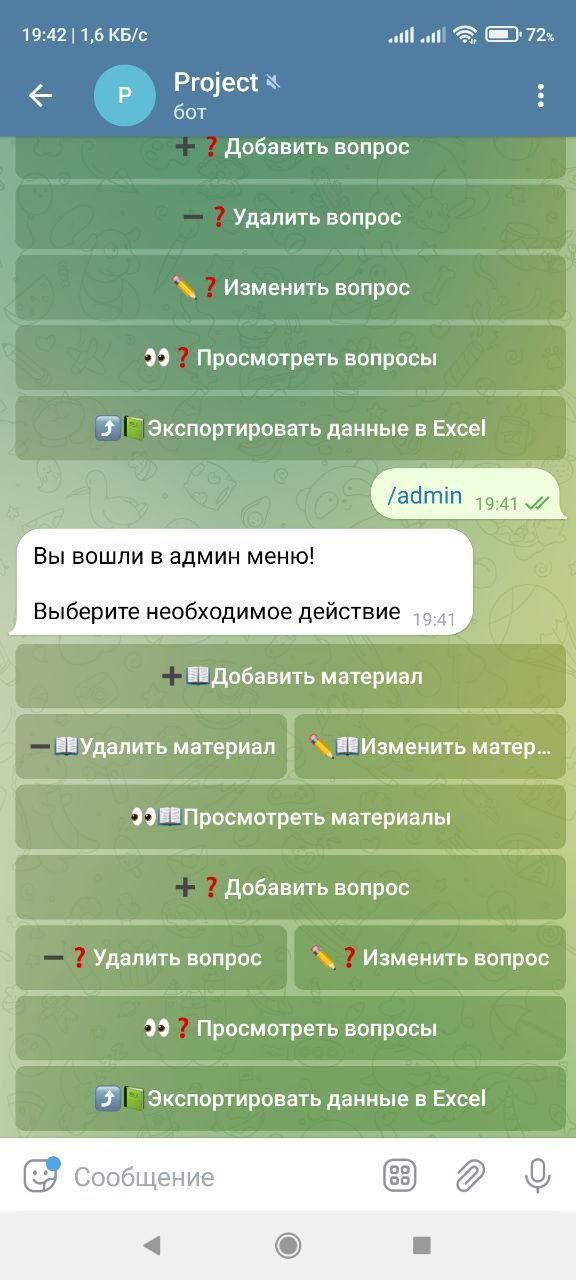 19:42 | 1,6 КБ/с 72%
P
Project
бот
➕❓Добавить вопрос
➖❓Удалить вопрос
✏️❓Изменить вопрос
👀❓Просмотреть вопросы
⤴️📗Экспортировать данные в Excel
/admin 19:41
Вы вошли в админ меню!
Выберите необходимое действие 19:41
➕📖Добавить материал
➖📖Удалить материал ✏️📖Изменить матер...
👀📖Просмотреть материалы
➕❓Добавить вопрос
➖❓Удалить вопрос ✏️❓Изменить вопрос
👀❓Просмотреть вопросы
⤴️📗Экспортировать данные в Excel
Сообщение